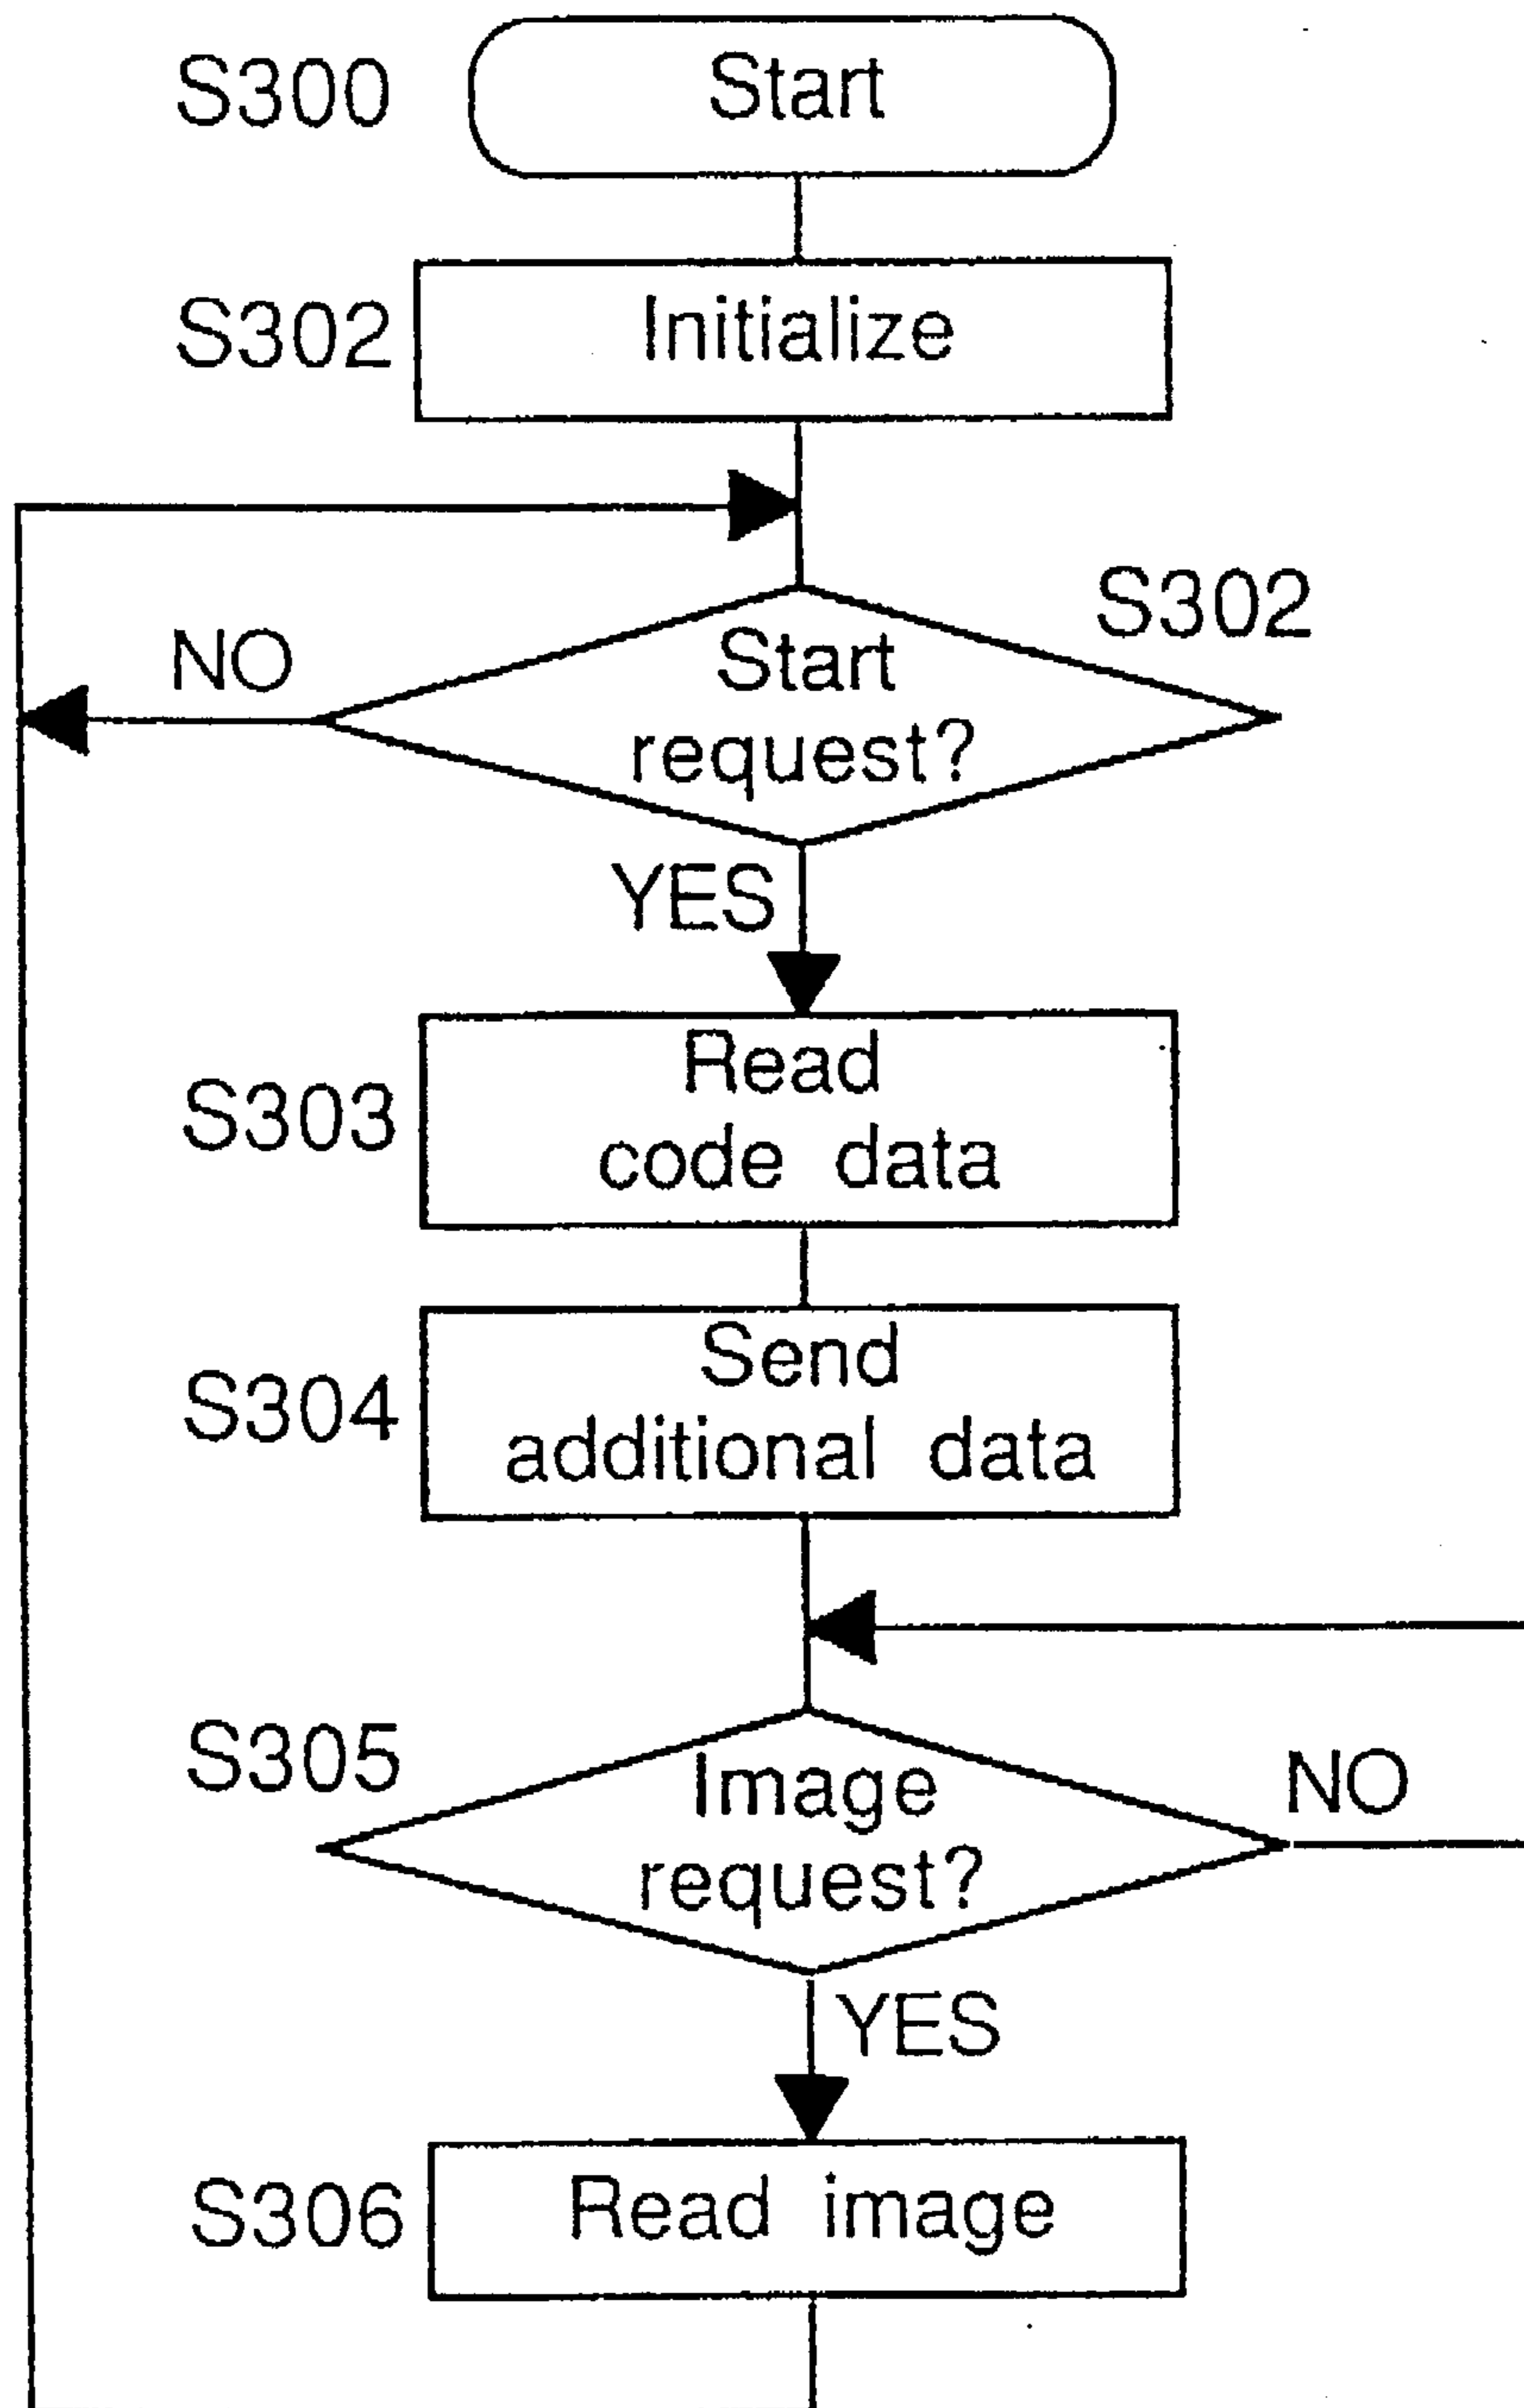 S300
Start
S302
Initialize
S302
NO
Start
request?
YES
S303
Read
code data
S304
Send
additional data
S305
Image
request?
NO
YES
S306
Read image